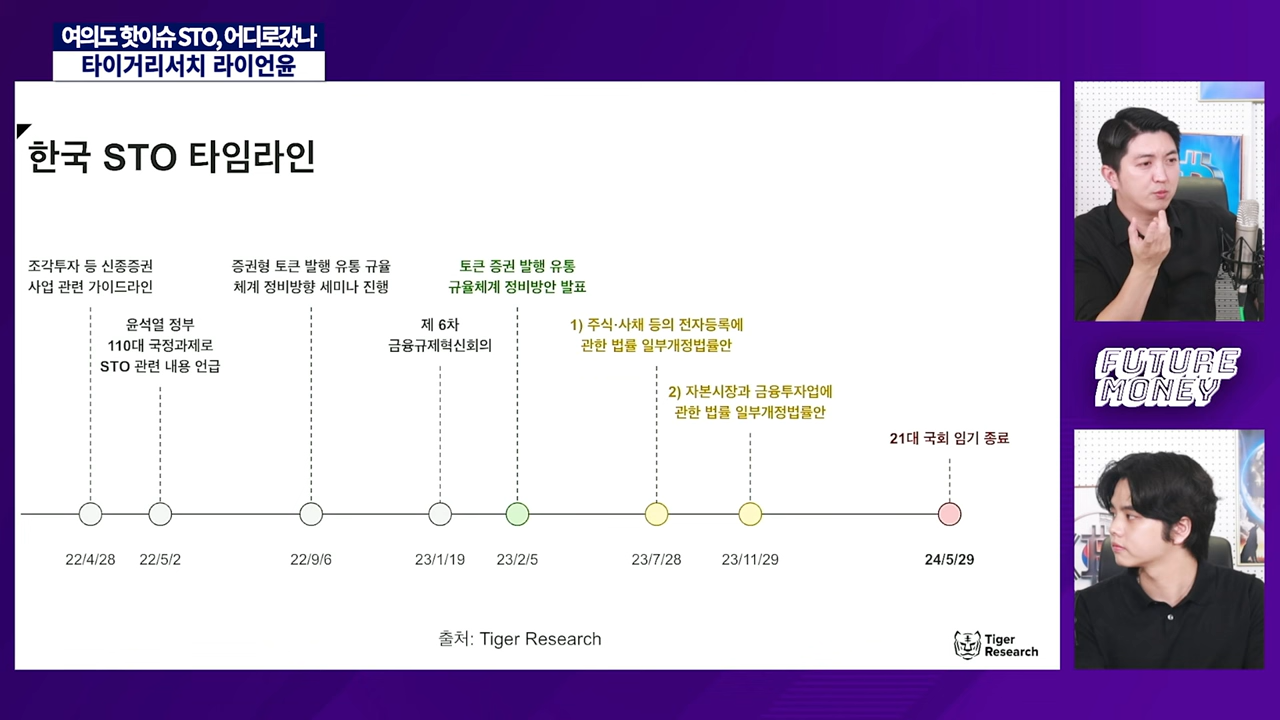 여의도 핫이슈 STO, 어디로갔나
타이거리서치 라이언윤
한국 STO 타임라인
조각투자 등 신종증권
사업 관련 가이드라인
윤석열 정부
110대 국정과제로
STO 관련 내용 언급
증권형 토큰 발행 유통 규율
체계 정비방향 세미나 진행
제 6차
금융규제혁신회의
토큰 증권 발행 유통
규율체계 정비방안 발표
1) 주식·사채 등의 전자등록에
관한 법률 일부개정법률안
2) 자본시장과 금융투자업에
관한 법률 일부개정법률안
21대 국회 임기 종료
22/4/28
22/5/2
22/9/6
23/1/19
23/2/5
23/7/28
23/11/29
24/5/29
출처: Tiger Research
Tiger
Research
FUTURE
MONEY